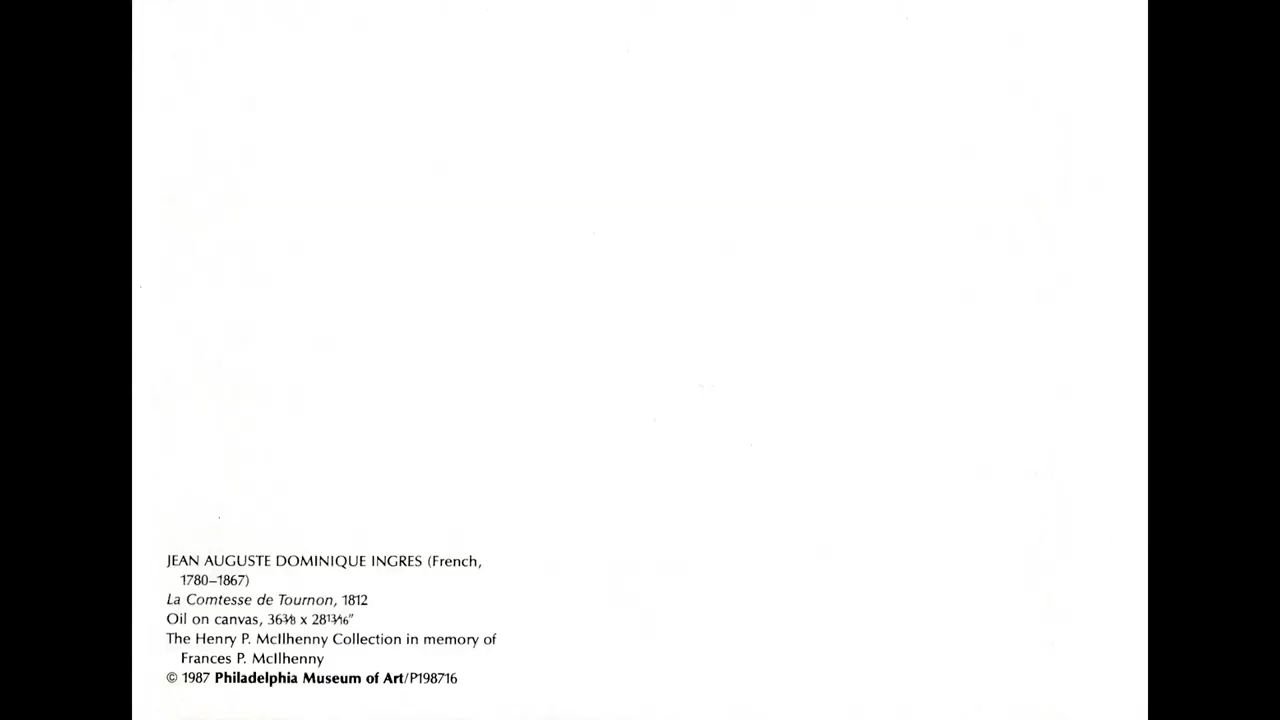 JEAN AUGUSTE DOMINIQUE INGRES (French,
1780–1867)
La Comtesse de Tournon, 1812
Oil on canvas, 36⅜ x 28¹³⁄₁₆″
The Henry P. McIlhenny Collection in memory of
Frances P. McIlhenny
© 1987 Philadelphia Museum of Art/P198716